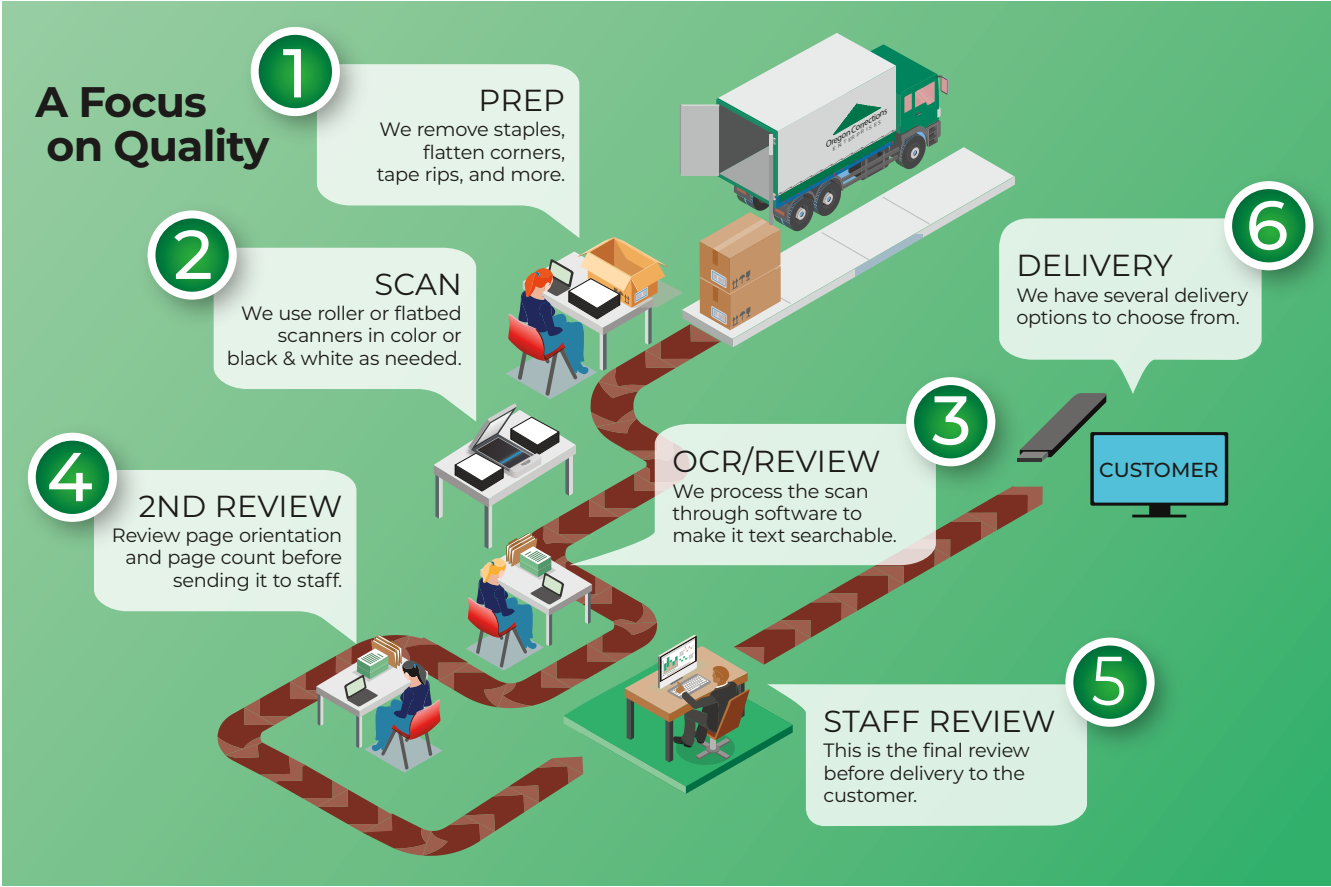 A Focus
on Quality
1
PREP
We remove staples,
flatten corners,
tape rips, and more.
Oregon Corrections
ENTERPRISES
2
SCAN
We use roller or flatbed
scanners in color or
black & white as needed.
3
OCR/REVIEW
We process the scan
through software to
make it text searchable.
4
2ND REVIEW
Review page orientation
and page count before
sending it to staff.
5
STAFF REVIEW
This is the final review
before delivery to the
customer.
6
DELIVERY
We have several delivery
options to choose from.
CUSTOMER